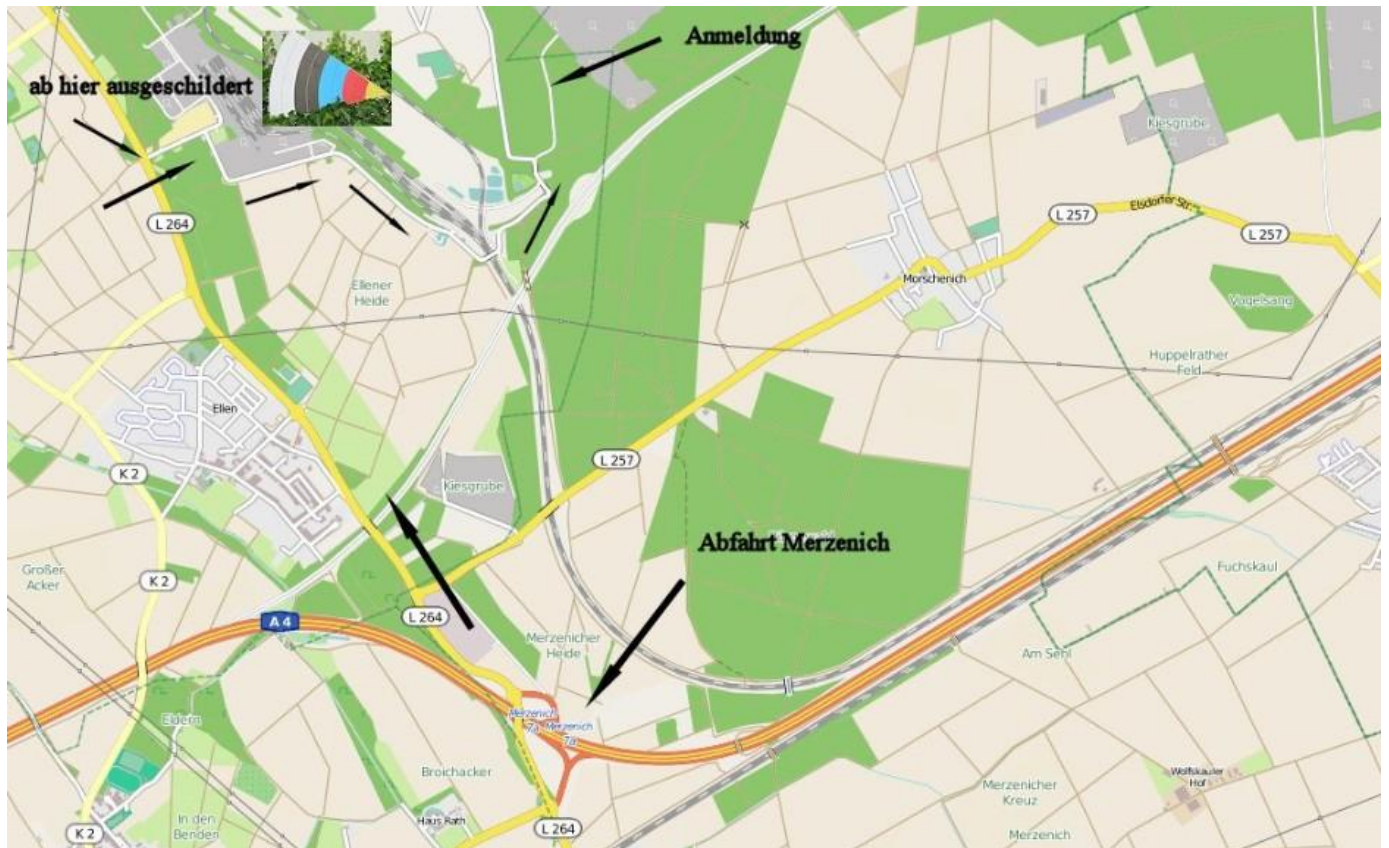 Anmeldung
ab hier ausgeschildert
Kiesgrube
L 264
L 257
Elsdorfer Str.
L 257
Ellener
Heide
Morschenich
Vogelsang
Huppelrather
Feld
Ellen
K 2
L 257
Kiesgrube
Abfahrt Merzenich
Großer
Acker
K 2
Fuchskaul
A 4
L 264
Merzenicher
Heide
Am Sehl
Merzenich
7a
Merzenich
7a
Eldern
Broichacker
Wolfskauler
Hof
Merzenicher
Kreuz
In den
Benden
Haus Rath
K 2
L 264
Merzenich